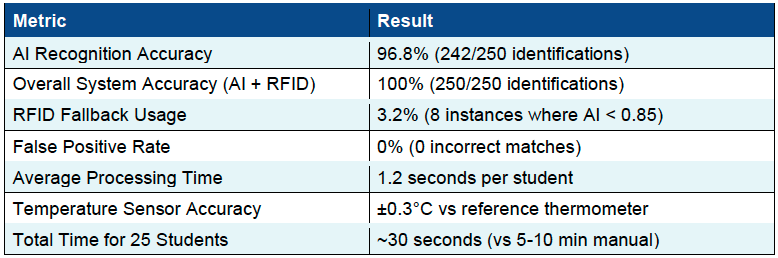 Metric Result
AI Recognition Accuracy 96.8% (242/250 identifications)
Overall System Accuracy (AI + RFID) 100% (250/250 identifications)
RFID Fallback Usage 3.2% (8 instances where AI < 0.85)
False Positive Rate 0% (0 incorrect matches)
Average Processing Time 1.2 seconds per student
Temperature Sensor Accuracy ±0.3°C vs reference thermometer
Total Time for 25 Students ~30 seconds (vs 5-10 min manual)